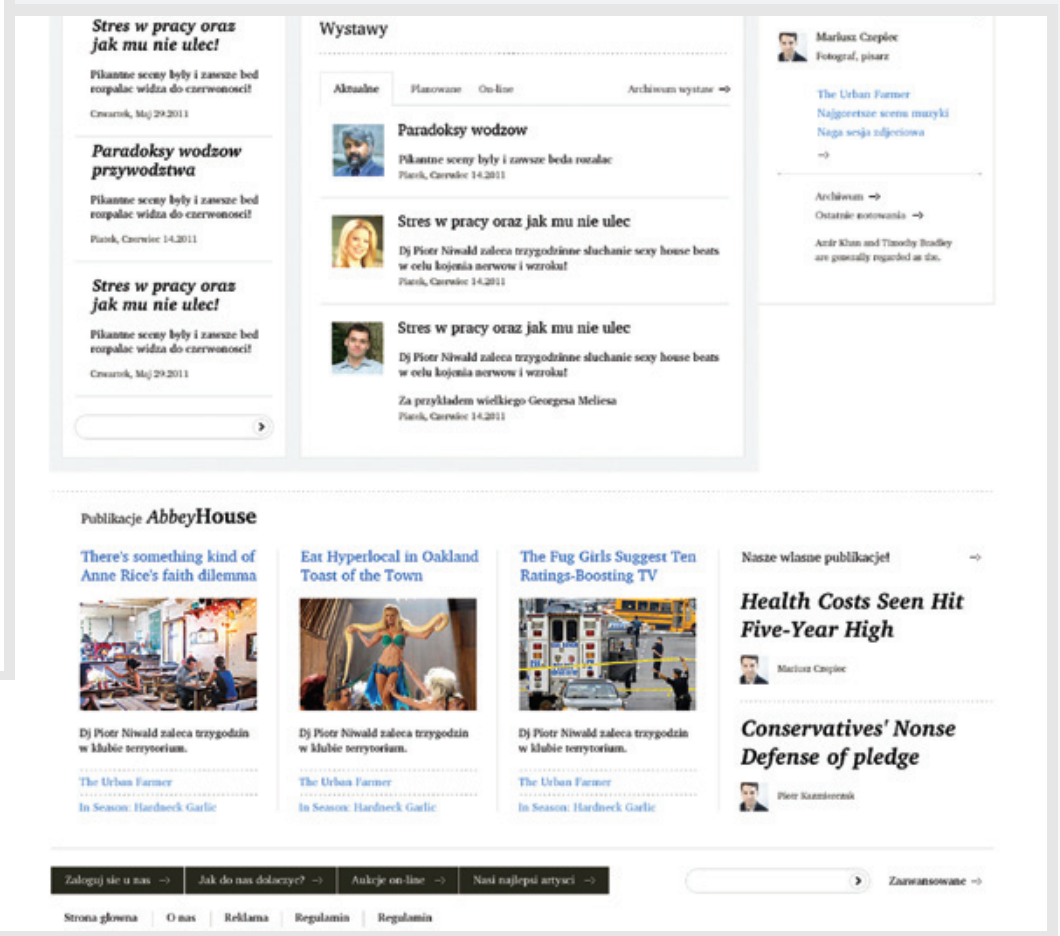 Stres w pracy oraz
jak mu nie ulec!
Pikantne sceny byly i zawsze bed
rozpalac widza do czerwonosci!
Czwartek, Maj 29.2011
Paradoksy wodzow
przywodztwa
Pikantne sceny byly i zawsze bed
rozpalac widza do czerwonosci!
Piatek, Czerwiec 14.2011
Stres w pracy oraz
jak mu nie ulec!
Pikantne sceny byly i zawsze bed
rozpalac widza do czerwonosci!
Czwartek, Maj 29.2011
Wystawy
Aktualne Planowane On-line Archiwum wystaw →
Paradoksy wodzow
Pikantne sceny byly i zawsze beda rozalac
Piatek, Czerwiec 14.2011
Stres w pracy oraz jak mu nie ulec
Dj Piotr Niwald zaleca trzygodzinne sluchanie sexy house beats
w celu kojenia nerwow i wzroku!
Piatek, Czerwiec 14.2011
Stres w pracy oraz jak mu nie ulec
Dj Piotr Niwald zaleca trzygodzinne sluchanie sexy house beats
w celu kojenia nerwow i wzroku!
Za przykladem wielkiego Georgesa Meliesa
Piatek, Czerwiec 14.2011
Mariusz Czepiec
Fotograf, pisarz
The Urban Farmer
Najgoretsze scenu muzyki
Naga sesja zdjeciowa
→
Archiwum →
Ostatnie notowania →
Amir Khan and Timothy Bradley
are generally regarded as the.
Publikacje AbbeyHouse
There's something kind of
Anne Rice's faith dilemma
Dj Piotr Niwald zaleca trzygodzin
w klubie terrytorium.
The Urban Farmer
In Season: Hardneck Garlic
Eat Hyperlocal in Oakland
Toast of the Town
Dj Piotr Niwald zaleca trzygodzin
w klubie terrytorium.
The Urban Farmer
In Season: Hardneck Garlic
The Fug Girls Suggest Ten
Ratings-Boosting TV
Dj Piotr Niwald zaleca trzygodzin
w klubie terrytorium.
The Urban Farmer
In Season: Hardneck Garlic
Nasze wlasne publikacje! →
Health Costs Seen Hit
Five-Year High
Mariusz Czepiec
Conservatives' Nonse
Defense of pledge
Piotr Kazmierczak
Zaloguj sie u nas → Jak do nas dolaczyc? → Aukcje on-line → Nasi najlepsi artysci → Zaawansowane →
Strona glowna O nas Reklama Regulamin Regulamin